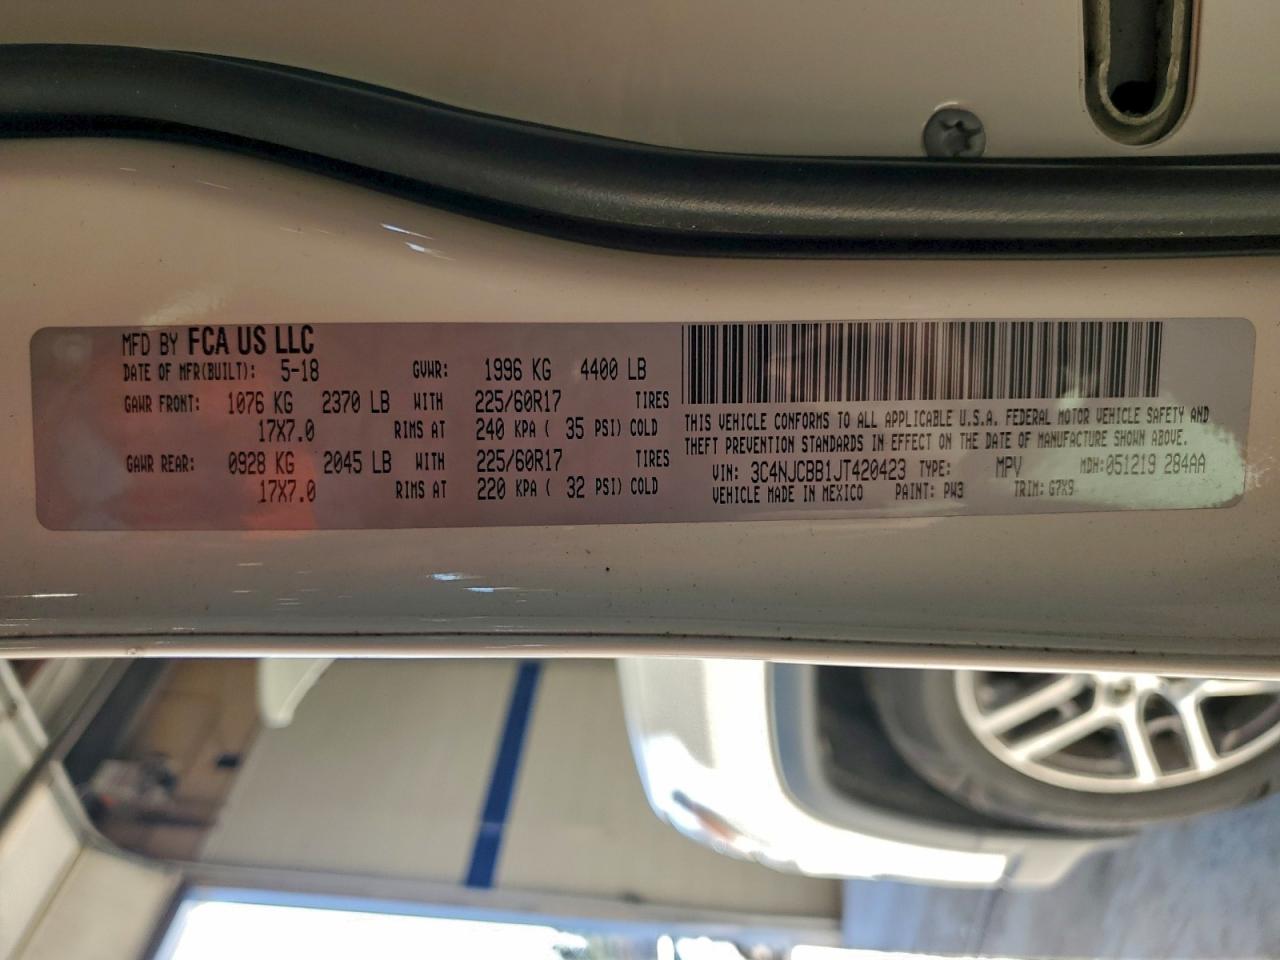 MFD BY FCA US LLC
DATE OF MFR(BUILT): 5-18 GVWR: 1996 KG 4400 LB
GAWR FRONT: 1076 KG 2370 LB WITH 225/60R17 TIRES
17X7.0 RIMS AT 240 KPA ( 35 PSI) COLD
GAWR REAR: 0928 KG 2045 LB WITH 225/60R17 TIRES
17X7.0 RIMS AT 220 KPA ( 32 PSI) COLD
THIS VEHICLE CONFORMS TO ALL APPLICABLE U.S.A. FEDERAL MOTOR VEHICLE SAFETY AND
THEFT PREVENTION STANDARDS IN EFFECT ON THE DATE OF MANUFACTURE SHOWN ABOVE.
VIN: 3C4NJCBB1JT420423 TYPE: MPV MDH:051219 284AA
VEHICLE MADE IN MEXICO PAINT: PW3 TRIM: G7X9